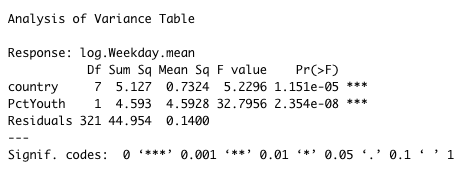 Analysis of Variance Table
Response: log.Weekday.mean
Df Sum Sq Mean Sq F value Pr(>F)
country 7 5.127 0.7324 5.2296 1.151e-05 ***
PctYouth 1 4.593 4.5928 32.7956 2.354e-08 ***
Residuals 321 44.954 0.1400
---
Signif. codes: 0 ‘***’ 0.001 ‘**’ 0.01 ‘*’ 0.05 ‘.’ 0.1 ‘ ’ 1